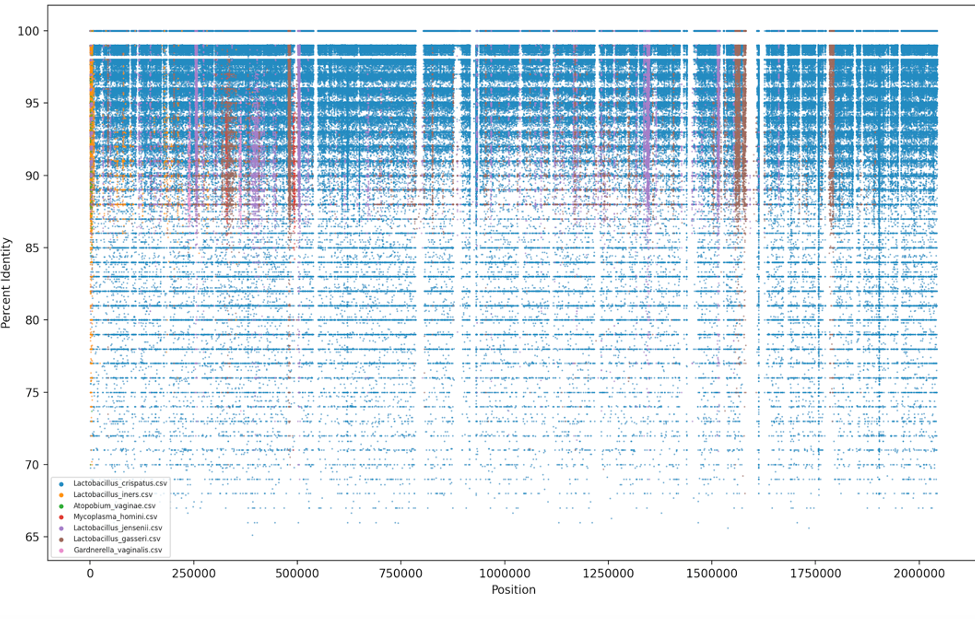 100
95
90
85
80
75
70
65
Percent Identity
Lactobacillus_crispatus.csv
Lactobacillus_iners.csv
Atopobium_vaginae.csv
Mycoplasma_homini.csv
Lactobacillus_jensenii.csv
Lactobacillus_gasseri.csv
Gardnerella_vaginalis.csv
0 250000 500000 750000 1000000 1250000 1500000 1750000 2000000
Position